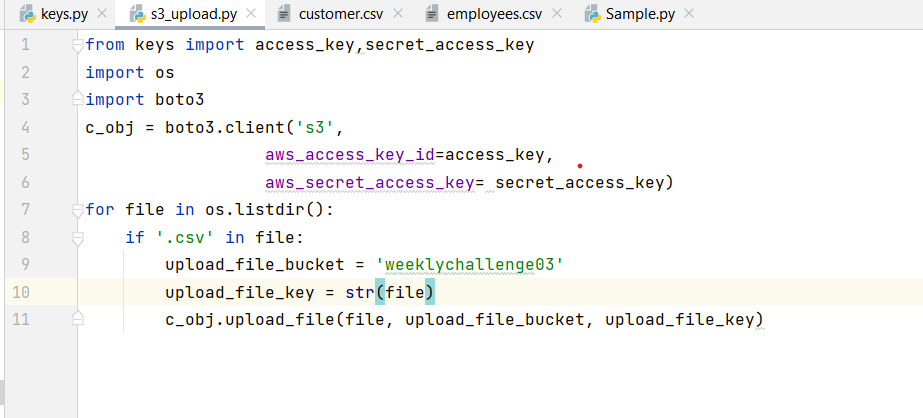 keys.py s3_upload.py customer.csv employees.csv Sample.py
1 from keys import access_key,secret_access_key
2 import os
3 import boto3
4 c_obj = boto3.client('s3',
5 aws_access_key_id=access_key,
6 aws_secret_access_key= secret_access_key)
7 for file in os.listdir():
8 if '.csv' in file:
9 upload_file_bucket = 'weeklychallenge03'
10 upload_file_key = str(file)
11 c_obj.upload_file(file, upload_file_bucket, upload_file_key)